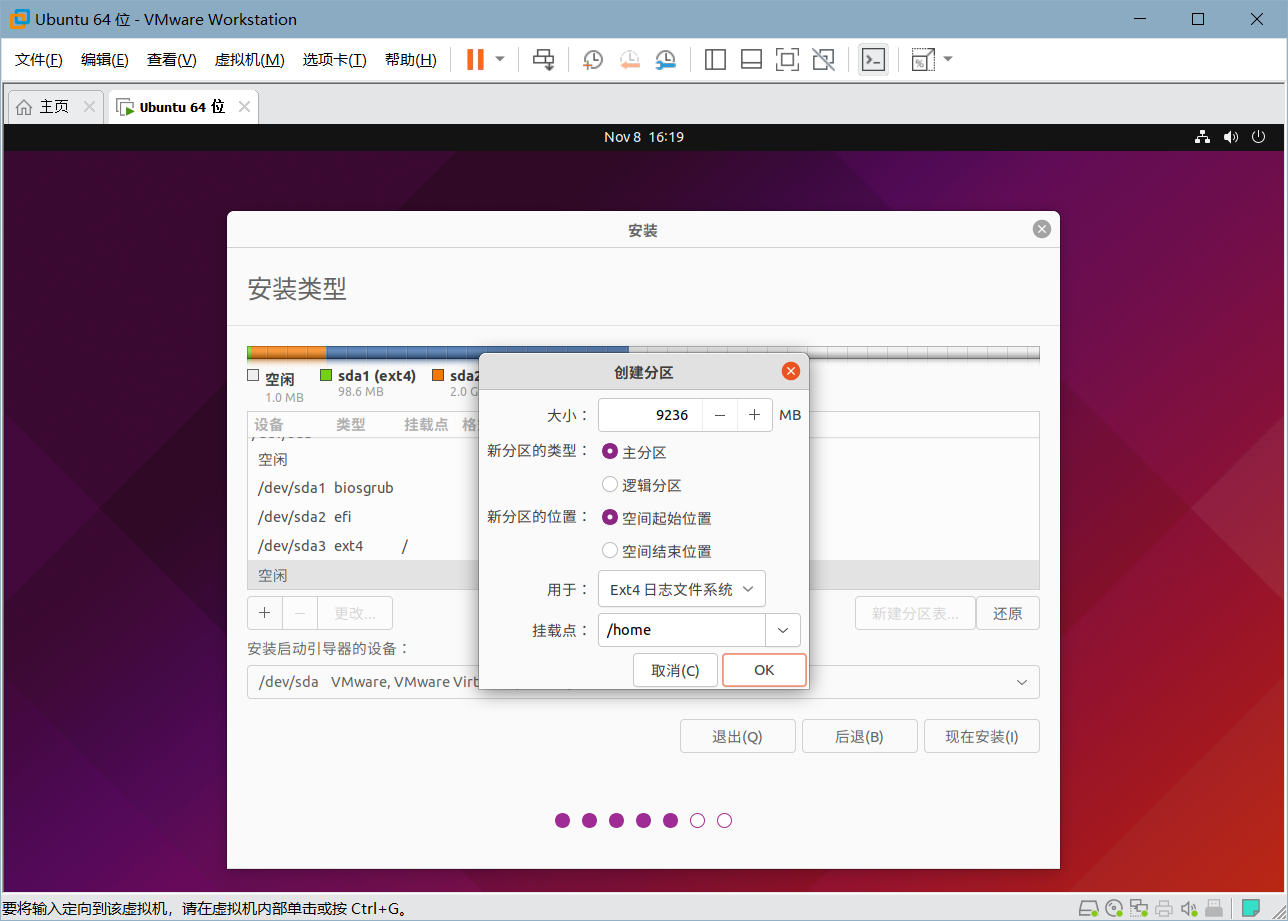 Ubuntu 64 位 - VMware Workstation
文件(F) 编辑(E) 查看(V) 虚拟机(M) 选项卡(T) 帮助(H)
主页 Ubuntu 64 位
Nov 8 16:19
安装
安装类型
空闲
1.0 MB
sda1 (ext4)
98.6 MB
sda2
2.0 G
设备 类型 挂载点 格
空闲
/dev/sda1 biosgrub
/dev/sda2 efi
/dev/sda3 ext4 /
空闲
+ − 更改... 新建分区表... 还原
安装启动引导器的设备：
/dev/sda VMware, VMware Virt
退出(Q) 后退(B) 现在安装(I)
创建分区
大小： 9236 − + MB
新分区的类型： 主分区
逻辑分区
新分区的位置： 空间起始位置
空间结束位置
用于： Ext4 日志文件系统
挂载点： /home
取消(C) OK
要将输入定向到该虚拟机，请在虚拟机内部单击或按 Ctrl+G。